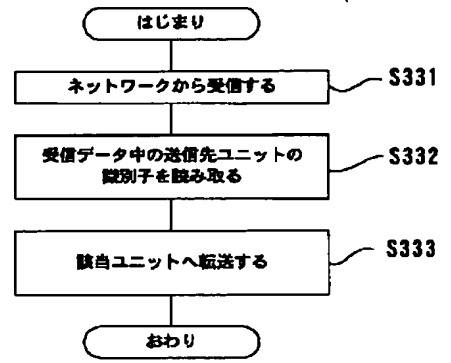 はじまり
ネットワークから受信する
S331
受信データ中の送信先ユニットの
識別子を読み取る
S332
該当ユニットへ転送する
S333
おわり